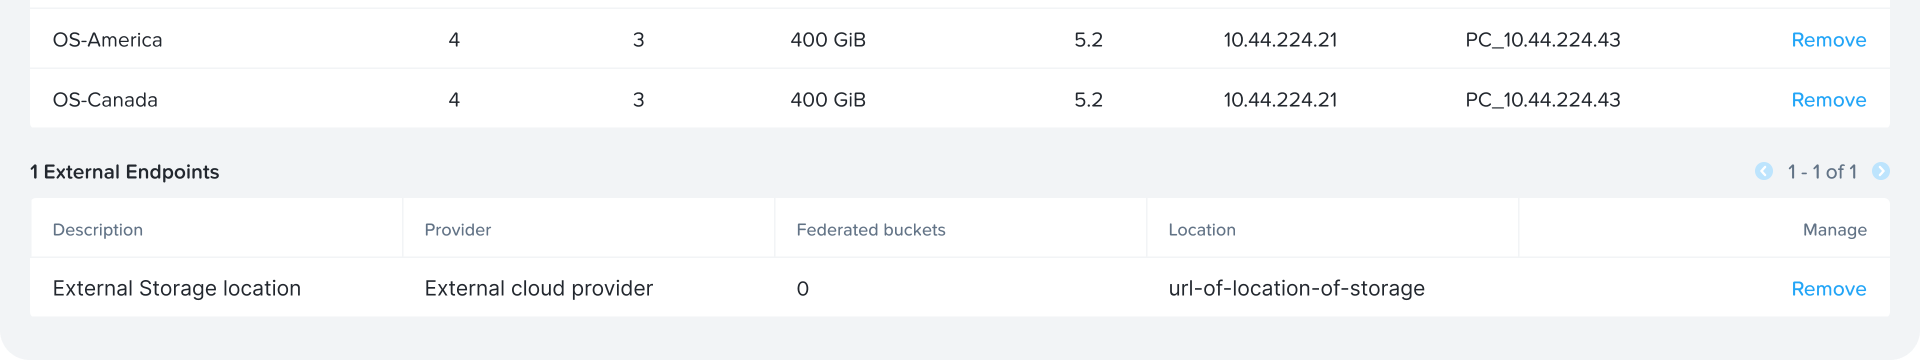 OS-America 4 3 400 GiB 5.2 10.44.224.21 PC_10.44.224.43 Remove
OS-Canada 4 3 400 GiB 5.2 10.44.224.21 PC_10.44.224.43 Remove
1 External Endpoints 1 - 1 of 1
Description Provider Federated buckets Location Manage
External Storage location External cloud provider 0 url-of-location-of-storage Remove